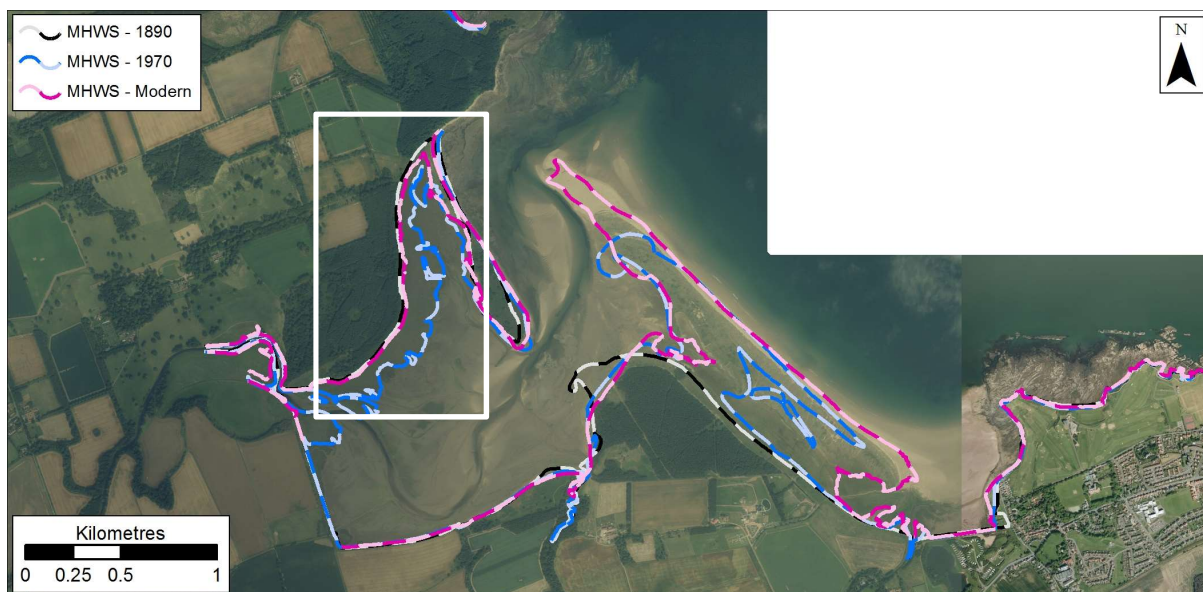 MHWS - 1890
MHWS - 1970
MHWS - Modern
N
Kilometres
0 0.25 0.5 1